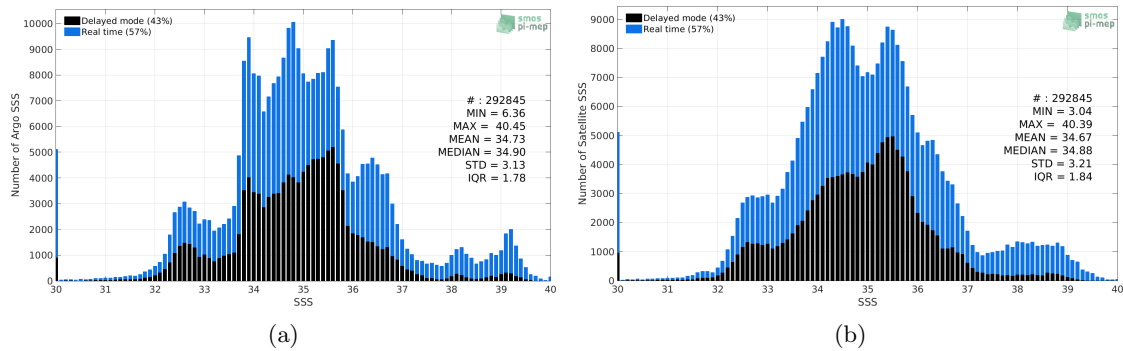 Delayed mode (43%)
Real time (57%)
smos
pi-mep
10000
9000
8000
7000
6000
5000
4000
3000
2000
1000
0
Number of Argo SSS
# : 292845
MIN = 6.36
MAX = 40.45
MEAN = 34.73
MEDIAN = 34.90
STD = 3.13
IQR = 1.78
30 31 32 33 34 35 36 37 38 39 40
SSS
(a)
Delayed mode (43%)
Real time (57%)
smos
pi-mep
9000
8000
7000
6000
5000
4000
3000
2000
1000
0
Number of Satellite SSS
# : 292845
MIN = 3.04
MAX = 40.39
MEAN = 34.67
MEDIAN = 34.88
STD = 3.21
IQR = 1.84
30 31 32 33 34 35 36 37 38 39 40
SSS
(b)